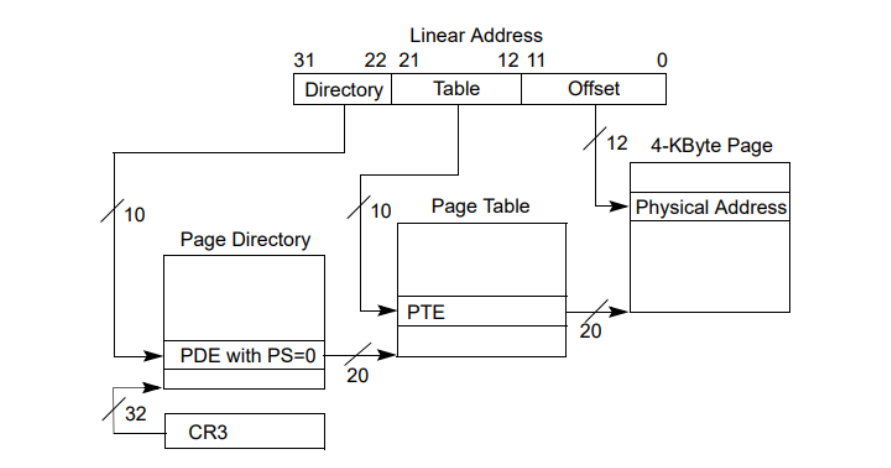 Linear Address
31 22 21 12 11 0
Directory Table Offset
12
4-KByte Page
Physical Address
10
10
Page Table
Page Directory
PTE
20
PDE with PS=0
20
32
CR3